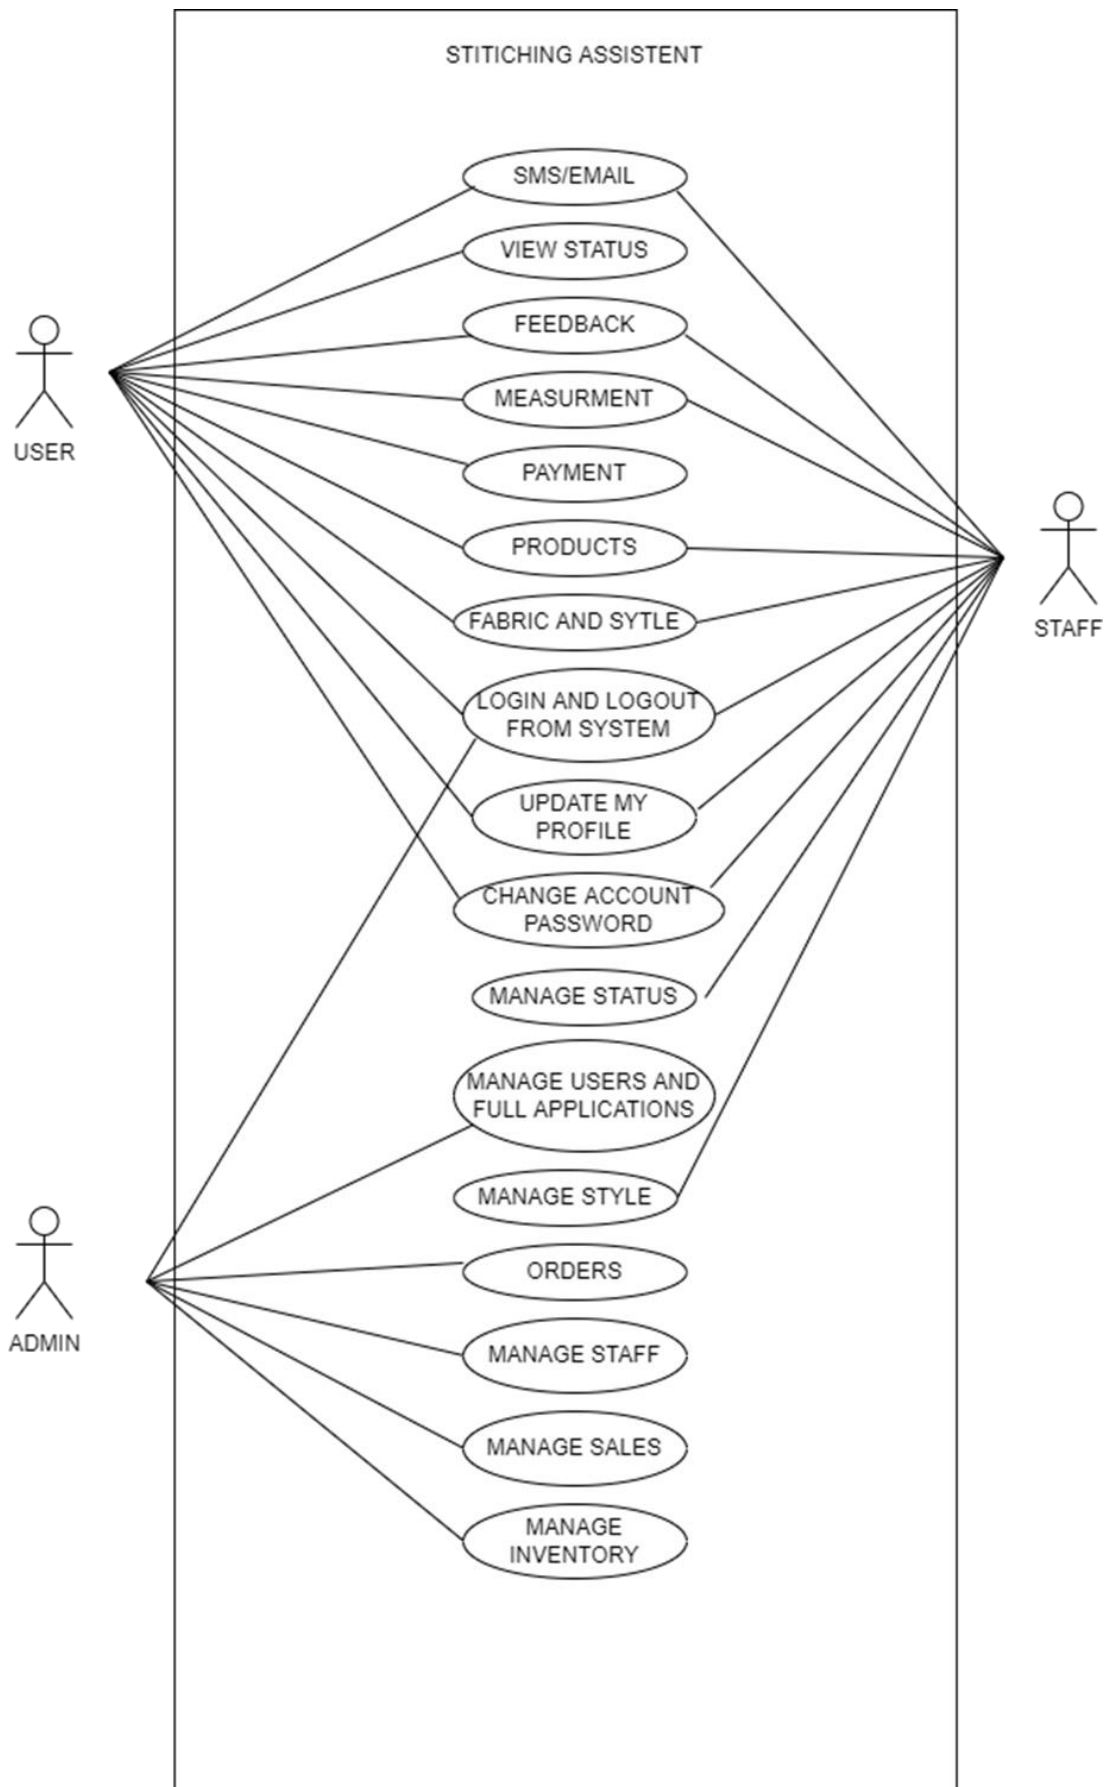 STITICHING ASSISTENT
SMS/EMAIL
VIEW STATUS
FEEDBACK
MEASURMENT
USER
PAYMENT
PRODUCTS
FABRIC AND SYTLE
STAFF
LOGIN AND LOGOUT
FROM SYSTEM
UPDATE MY
PROFILE
CHANGE ACCOUNT
PASSWORD
MANAGE STATUS
MANAGE USERS AND
FULL APPLICATIONS
MANAGE STYLE
ORDERS
ADMIN
MANAGE STAFF
MANAGE SALES
MANAGE
INVENTORY